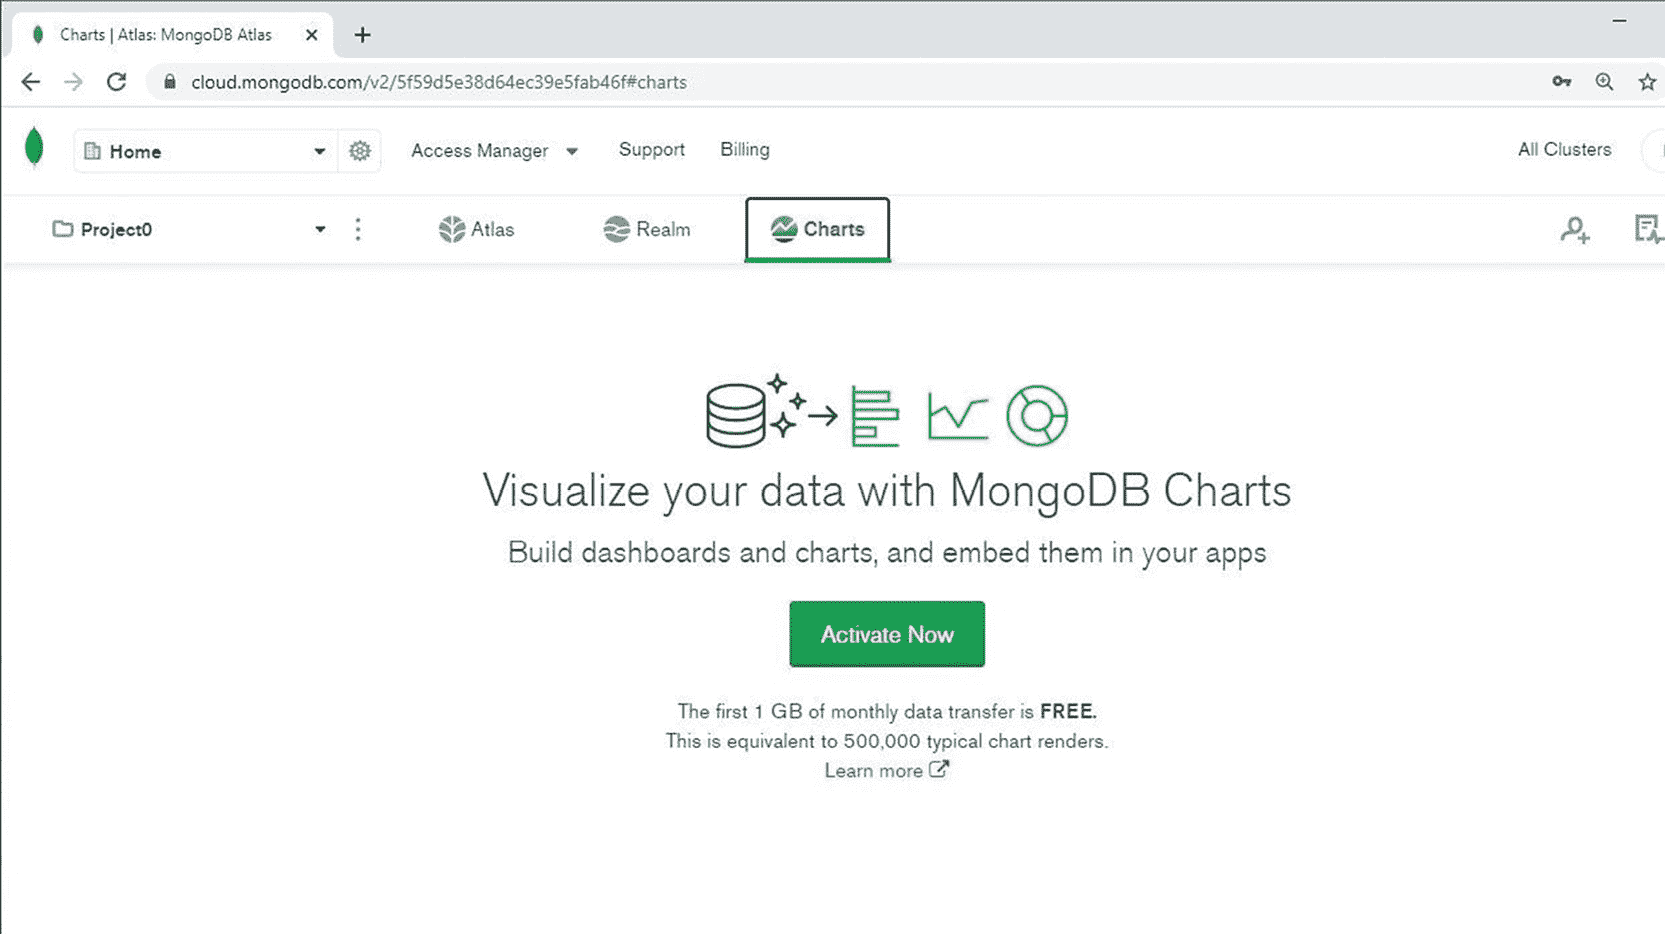 Charts | Atlas: MongoDB Atlas
cloud.mongodb.com/v2/5f59d5e38d64ec39e5fab46f#charts
Home Access Manager Support Billing All Clusters
Project0 Atlas Realm Charts
Visualize your data with MongoDB Charts
Build dashboards and charts, and embed them in your apps
Activate Now
The first 1 GB of monthly data transfer is FREE.
This is equivalent to 500,000 typical chart renders.
Learn more